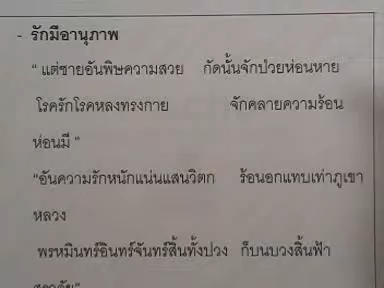 - รักมีอานุภาพ
“ แต่ชายอันพิษความสวย กัดนั้นจักป่วยห่อนหาย
โรครักโรคหลงทรงกาย จักคลายความร้อน
ห่อนมี ”
“อันความรักหนักแน่นแสนวิตก ร้อนอกแทบเท่าภูเขา
หลวง
พรหมินทร์อินทร์จันทร์สิ้นทั้งปวง ก็บนบวงสิ้นฟ้า